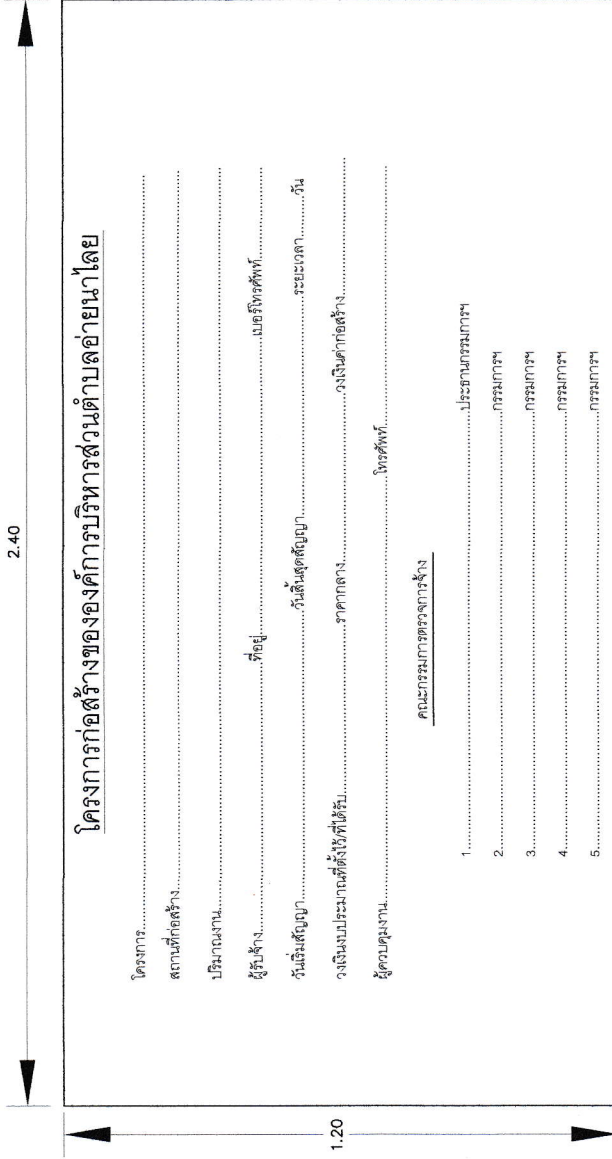 2.40
1.20
โครงการก่อสร้างขององค์การบริหารส่วนตำบลอ่ายนาไลย
โครงการ..........
สถานที่ก่อสร้าง..........
ปริมาณงาน..........
ผู้รับจ้าง..........ที่อยู่..........เบอร์โทรศัพท์..........
วันเริ่มสัญญา..........วันสิ้นสุดสัญญา..........ระยะเวลา..........วัน
วงเงินงบประมาณที่ตั้งไว้/ที่ได้รับ..........ราคากลาง..........วงเงินค่าก่อสร้าง..........
ผู้ควบคุมงาน..........โทรศัพท์..........
คณะกรรมการตรวจการจ้าง
1..........ประธานกรรมการฯ
2..........กรรมการฯ
3..........กรรมการฯ
4..........กรรมการฯ
5..........กรรมการฯ